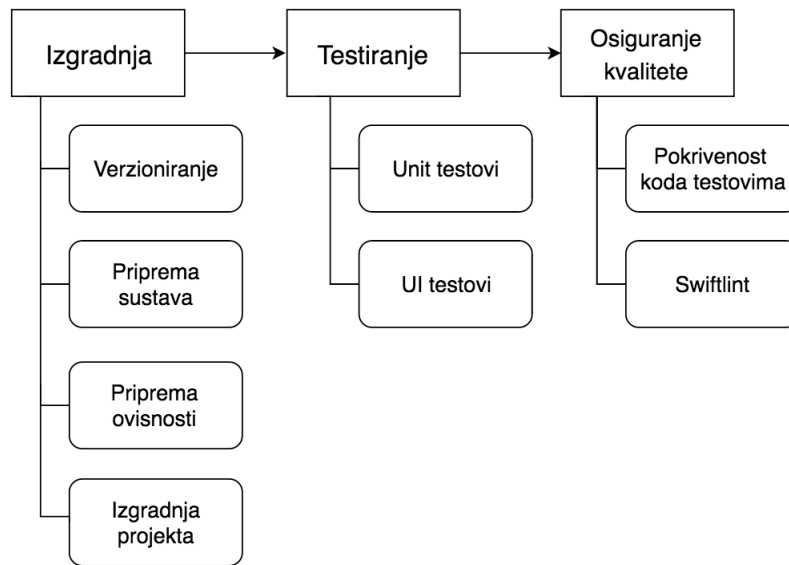 Izgradnja
Verzioniranje
Priprema
sustava
Priprema
ovisnosti
Izgradnja
projekta
Testiranje
Unit testovi
UI testovi
Osiguranje
kvalitete
Pokrivenost
koda testovima
Swiftlint